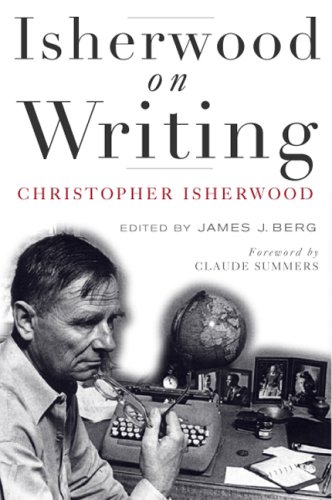 Isherwood
on
Writing
CHRISTOPHER ISHERWOOD
EDITED BY JAMES J. BERG
Foreword by
CLAUDE SUMMERS